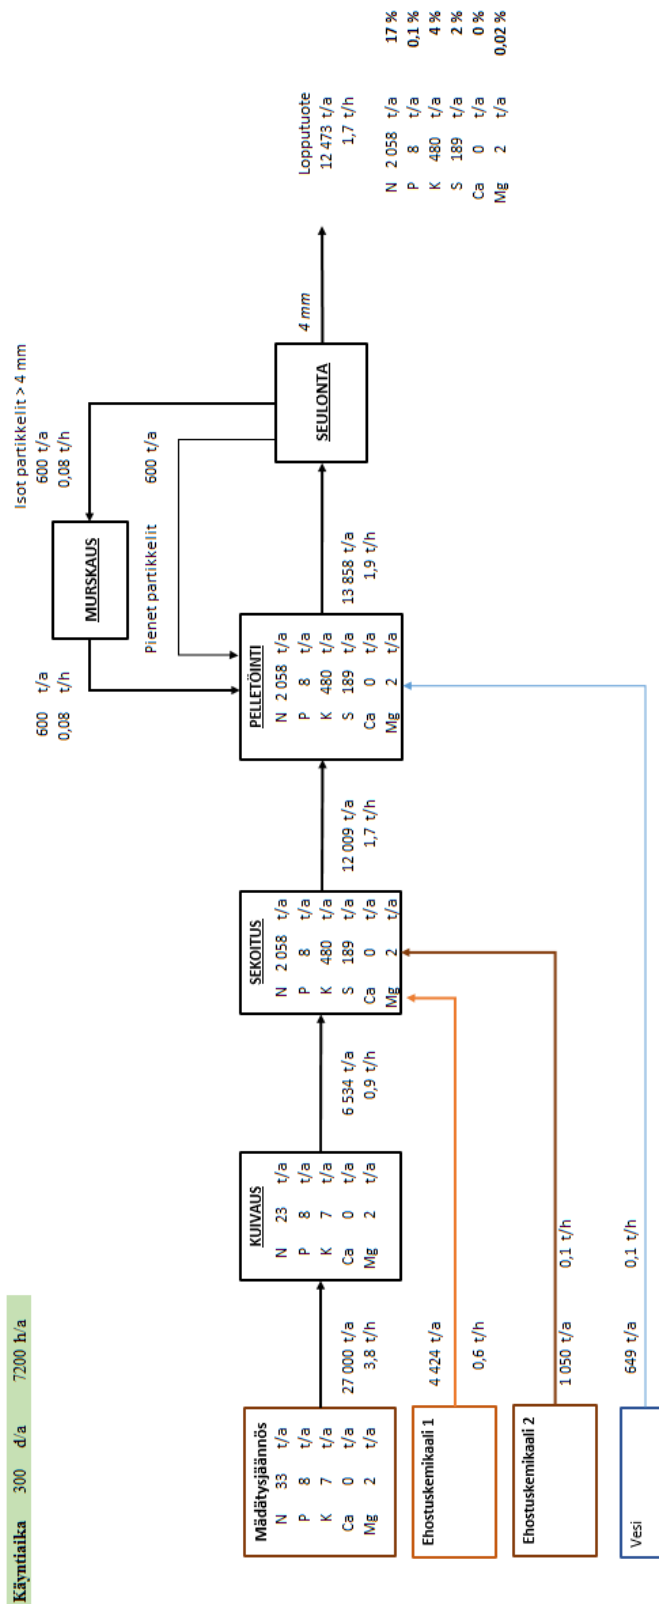 Käyntiaika 300 d/a 7200 h/a
Mädätysjäännös
N 33 t/a
P 8 t/a
K 7 t/a
Ca 0 t/a
Mg 2 t/a
27 000 t/a
3,8 t/h
KUIVAUS
N 23 t/a
P 8 t/a
K 7 t/a
Ca 0 t/a
Mg 2 t/a
6 534 t/a
0,9 t/h
SEKOITUS
N 2 058 t/a
P 8 t/a
K 480 t/a
S 189 t/a
Ca 0 t/a
Mg 2 t/a
12 009 t/a
1,7 t/h
PELLETÖINTI
N 2 058 t/a
P 8 t/a
K 480 t/a
S 189 t/a
Ca 0 t/a
Mg 2 t/a
13 858 t/a
1,9 t/h
SEULONTA
4 mm
Lopputuote
12 473 t/a
1,7 t/h
N 2 058 t/a 17 %
P 8 t/a 0,1 %
K 480 t/a 4 %
S 189 t/a 2 %
Ca 0 t/a 0 %
Mg 2 t/a 0,02 %
Isot partikkelit > 4 mm
600 t/a
0,08 t/h
MURSKAUS
600 t/a
0,08 t/h
Pienet partikkelit 600 t/a
Ehostuskemikaali 1
4 424 t/a
0,6 t/h
Ehostuskemikaali 2
1 050 t/a 0,1 t/h
Vesi
649 t/a 0,1 t/h